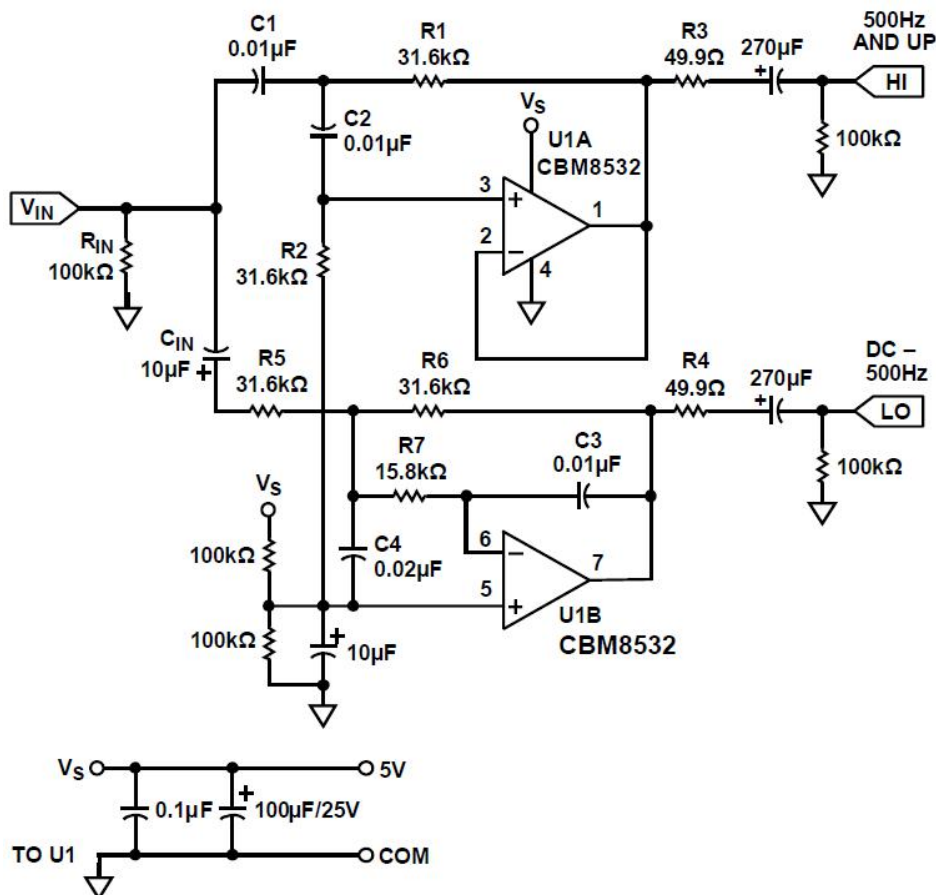 C1
0.01µF
R1
31.6kΩ
R3
49.9Ω
270µF
+
500Hz
AND UP
HI
C2
0.01µF
VS
U1A
CBM8532
100kΩ
3
+
1
2
−
4
VIN
RIN
100kΩ
R2
31.6kΩ
CIN
10µF
+
R5
31.6kΩ
R6
31.6kΩ
R4
49.9Ω
270µF
+
DC –
500Hz
LO
R7
15.8kΩ
C3
0.01µF
100kΩ
VS
100kΩ
C4
0.02µF
6
−
7
5
+
U1B
CBM8532
100kΩ
+
10µF
VS
5V
0.1µF
+
100µF/25V
TO U1
COM